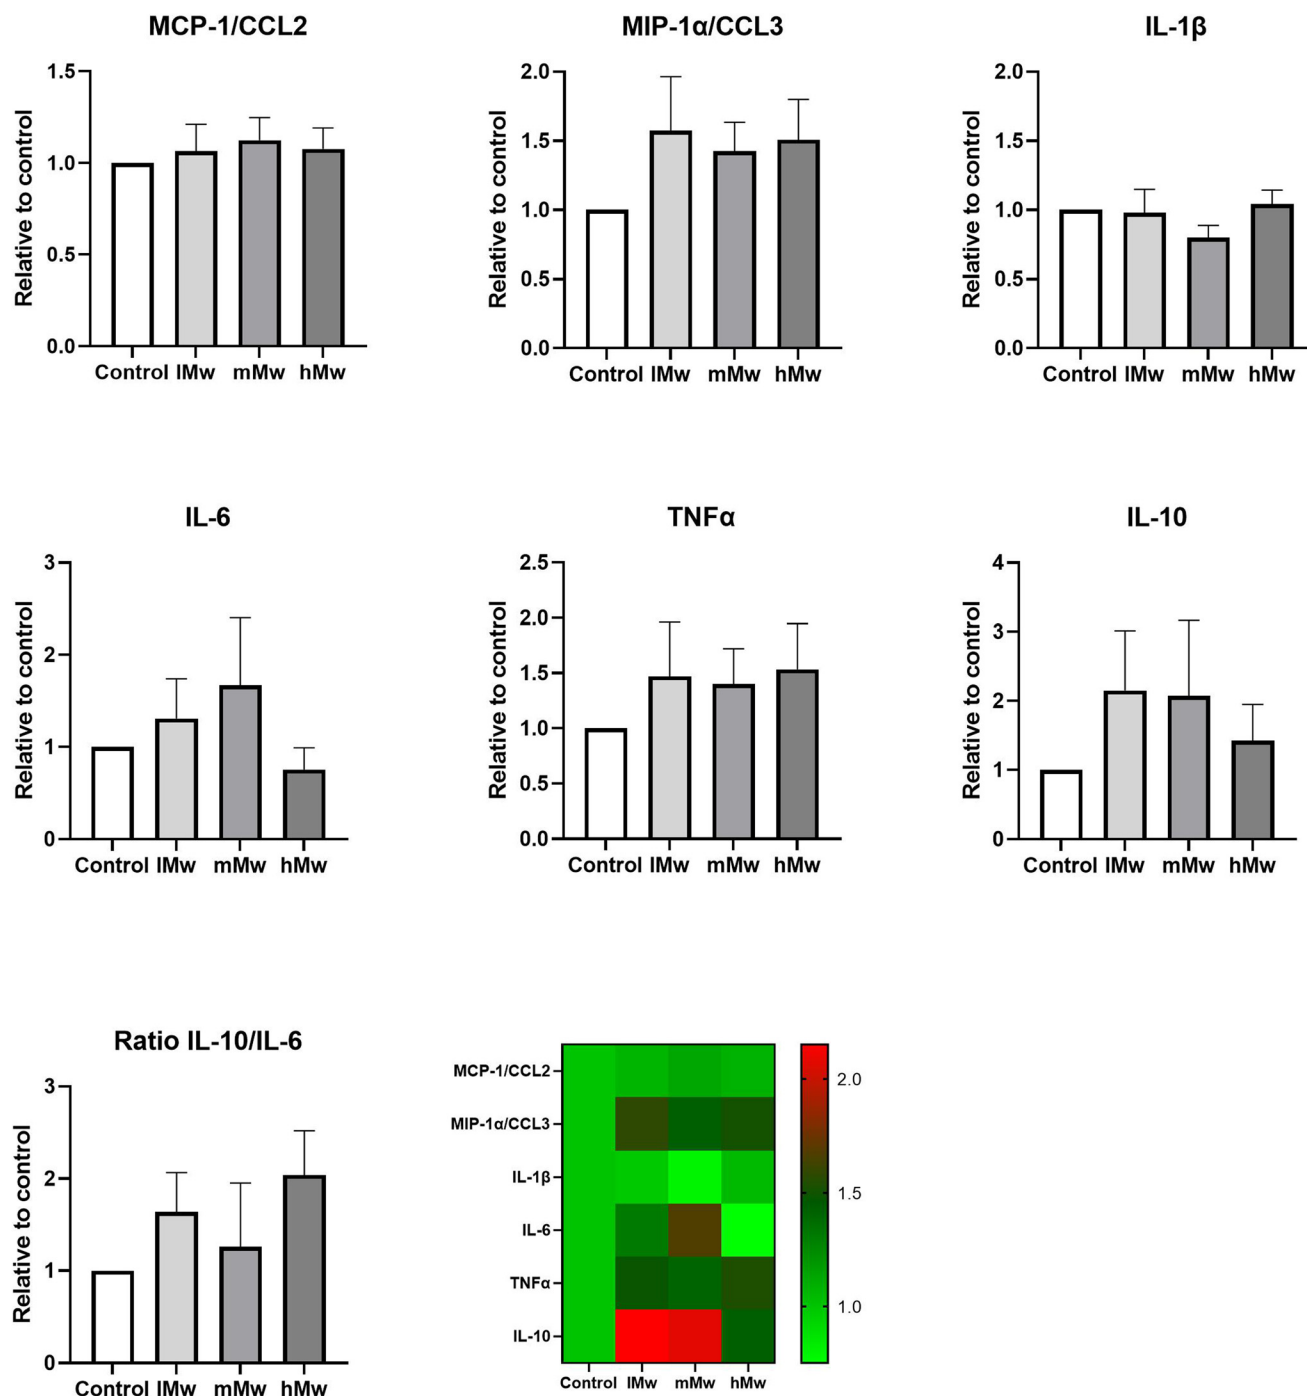 MCP-1/CCL2
MIP-1α/CCL3
IL-1β
Relative to control
1.5
1.0
0.5
0.0
Control lMw mMw hMw
Relative to control
2.0
1.5
1.0
0.5
0.0
Control lMw mMw hMw
Relative to control
2.0
1.5
1.0
0.5
0.0
Control lMw mMw hMw
IL-6
TNFα
IL-10
Relative to control
3
2
1
0
Control lMw mMw hMw
Relative to control
2.5
2.0
1.5
1.0
0.5
0.0
Control lMw mMw hMw
Relative to control
4
3
2
1
0
Control lMw mMw hMw
Ratio IL-10/IL-6
Relative to control
3
2
1
0
Control lMw mMw hMw
MCP-1/CCL2
MIP-1α/CCL3
IL-1β
IL-6
TNFα
IL-10
Control lMw mMw hMw
2.0
1.5
1.0